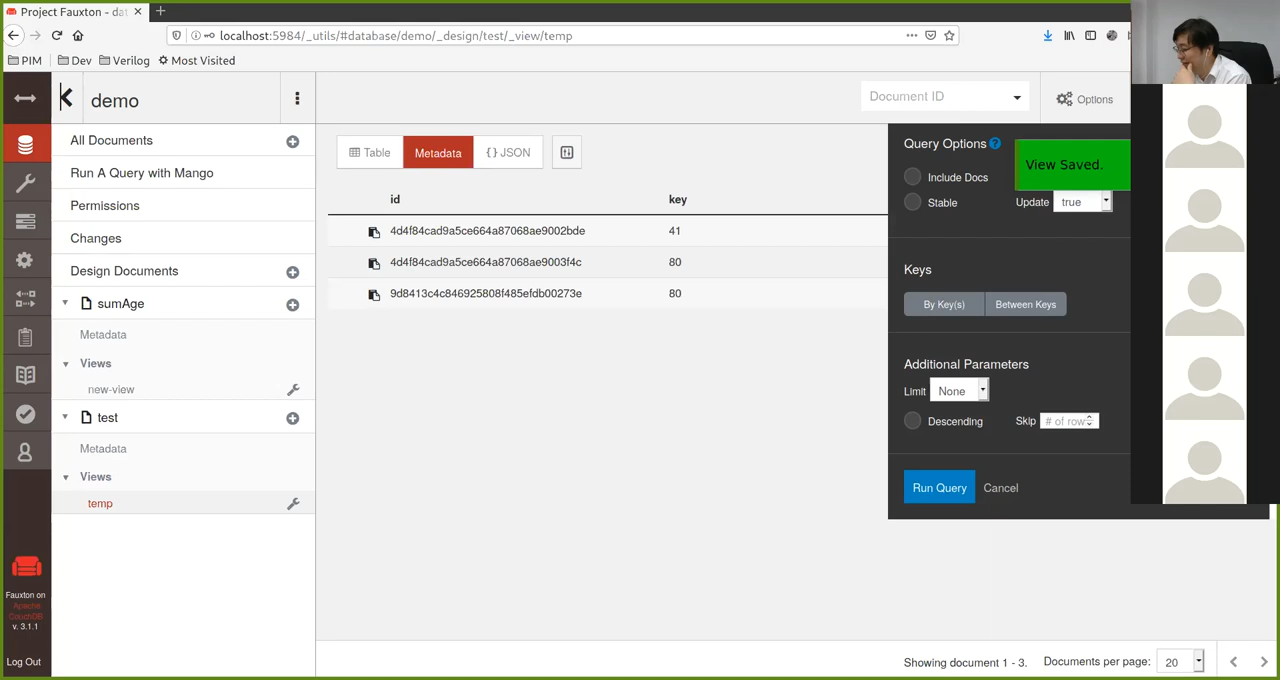 Project Fauxton - dat
localhost:5984/_utils/#database/demo/_design/test/_view/temp
PIM Dev Verilog Most Visited
demo
Document ID
Options
All Documents
Run A Query with Mango
Permissions
Changes
Design Documents
sumAge
Metadata
Views
new-view
test
Metadata
Views
temp
Table Metadata {} JSON
id key
4d4f84cad9a5ce664a87068ae9002bde 41
4d4f84cad9a5ce664a87068ae9003f4c 80
9d8413c4c846925808f485efdb00273e 80
Query Options ?
View Saved.
Include Docs
Stable Update true
Keys
By Key(s) Between Keys
Additional Parameters
Limit None
Descending Skip # of rows
Run Query Cancel
Fauxton on
Apache
CouchDB
v. 3.1.1
Log Out
Showing document 1 - 3. Documents per page: 20